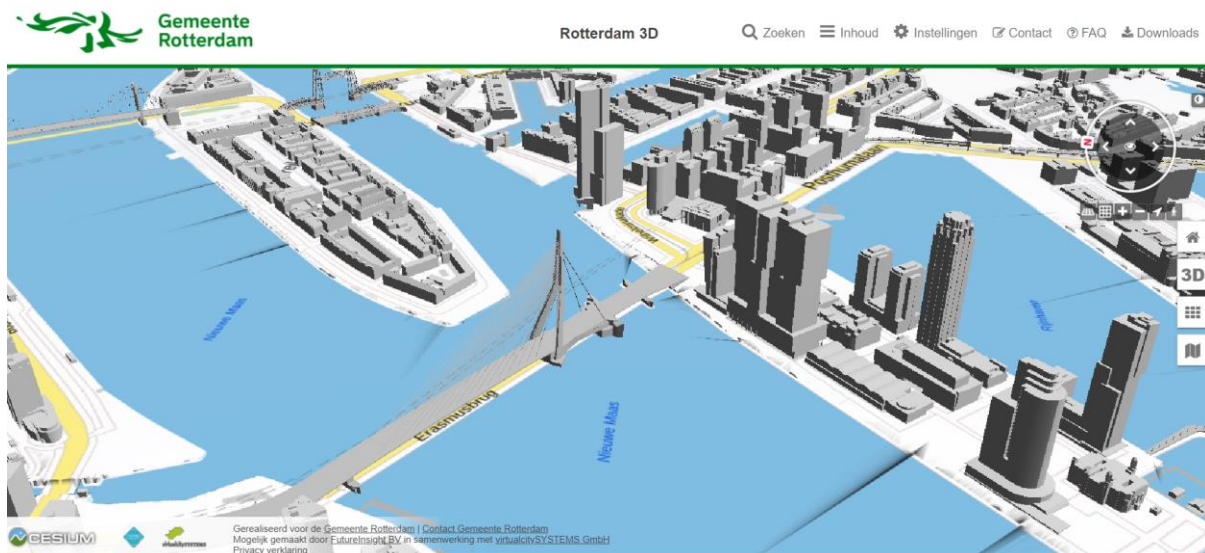 Gemeente
Rotterdam
Rotterdam 3D
Zoeken
Inhoud
Instellingen
Contact
FAQ
Downloads
Posthumalaan
N
3D
Nieuwe Maas
Erasmusbrug
Nieuwe Maas
Rijnhaven
CESIUM
virtualcitySYSTEMS
Gerealiseerd voor de Gemeente Rotterdam | Contact Gemeente Rotterdam
Mogelijk gemaakt door FutureInsight BV in samenwerking met virtualcitySYSTEMS GmbH
Privacy verklaring